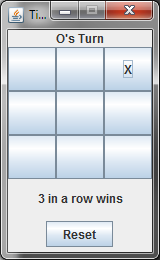 Ti...
O's Turn
X
3 in a row wins
Reset